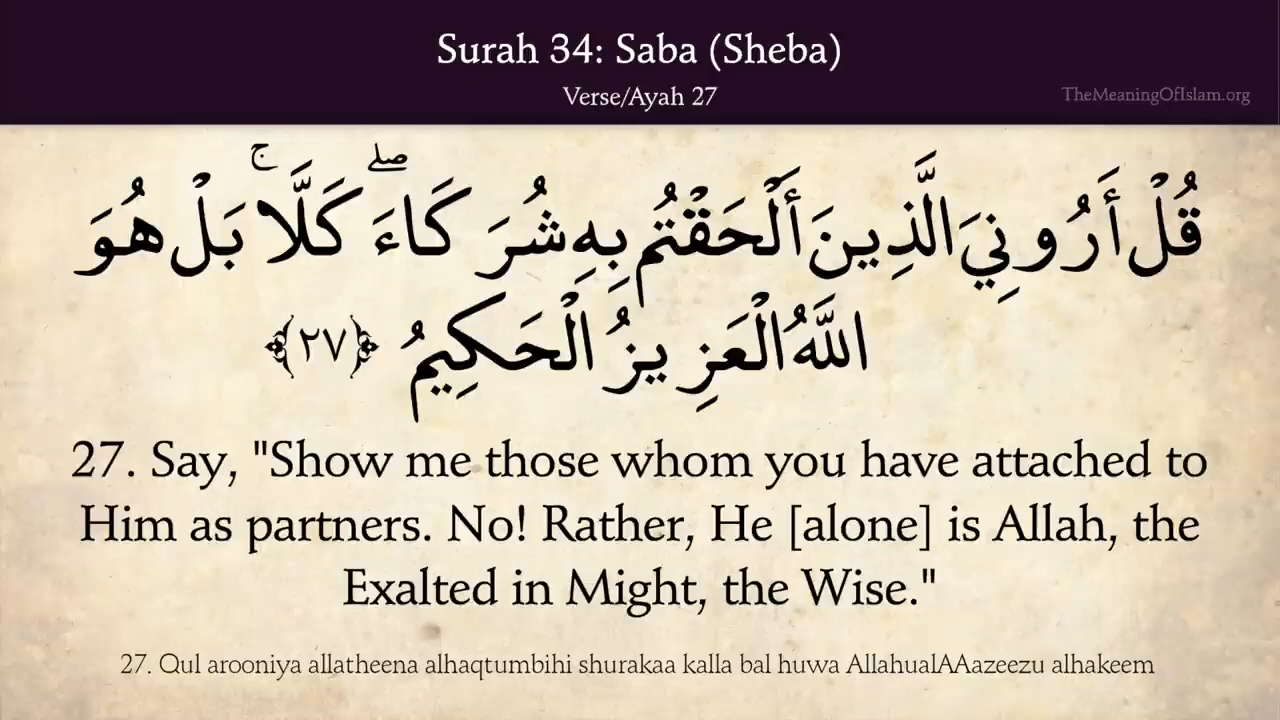 Surah 34: Saba (Sheba)
Verse/Ayah 27
TheMeaningOfIslam.org
قُلْ أَرُونِيَ الَّذِينَ أَلْحَقْتُم بِهِ شُرَكَاءَ ۖ كَلَّا ۚ بَلْ هُوَ
اللَّهُ الْعَزِيزُ الْحَكِيمُ ﴿٢٧﴾
27. Say, "Show me those whom you have attached to
Him as partners. No! Rather, He [alone] is Allah, the
Exalted in Might, the Wise."
27. Qul arooniya allatheena alhaqtumbihi shurakaa kalla bal huwa AllahualAAazeezu alhakeem